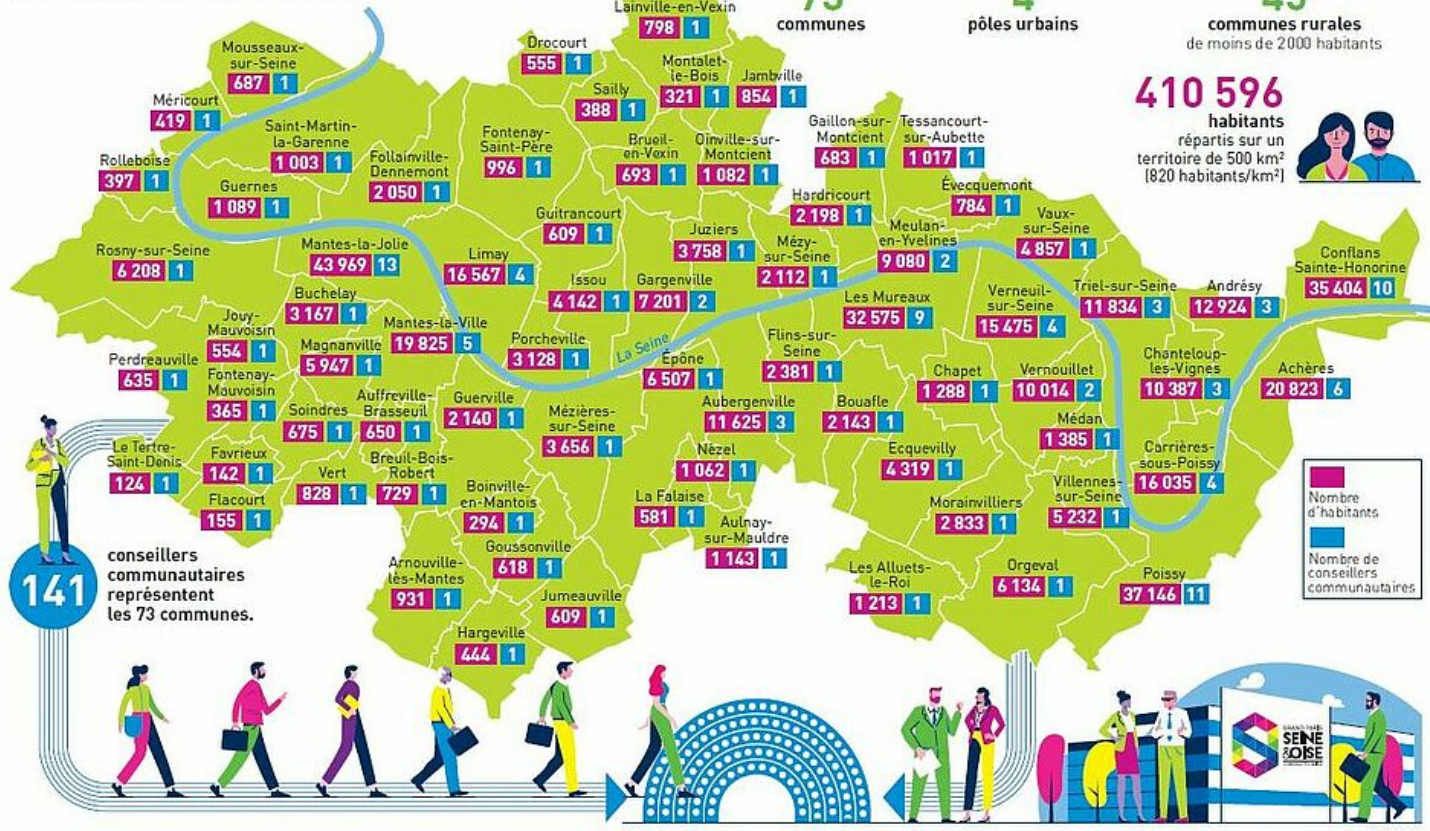 Lainville-en-Vexin
798 1
communes
pôles urbains
communes rurales
de moins de 2000 habitants
410 596
habitants
répartis sur un
territoire de 500 km²
(820 habitants/km²)
Mousseaux-
sur-Seine
687 1
Drocourt
555 1
Montalet-
le-Bois
321 1
Jambville
854 1
Sailly
388 1
Méricourt
419 1
Saint-Martin-
la-Garenne
1 003 1
Fontenay-
Saint-Père
996 1
Gaillon-sur-
Montcient
683 1
Tessancourt-
sur-Aubette
1 017 1
Brueil-
en-Vexin
693 1
Oinville-sur-
Montcient
1 082 1
Rolleboise
397 1
Follainville-
Dennemont
2 050 1
Guernes
1 089 1
Hardricourt
2 198 1
Évecquemont
784 1
Guitrancourt
609 1
Vaux-
sur-Seine
4 857 1
Meulan-
en-Yvelines
9 080 2
Juziers
3 758 1
Mézy-
sur-Seine
2 112 1
Rosny-sur-Seine
6 208 1
Mantes-la-Jolie
43 969 13
Limay
16 567 4
Conflans
Sainte-Honorine
35 404 10
Issou
4 142 1
Gargenville
7 201 2
Les Mureaux
32 575 9
Verneuil-
sur-Seine
15 475 4
Triel-sur-Seine
11 834 3
Andrésy
12 924 3
Buchelay
3 167 1
Jouy-
Mauvoisin
554 1
Mantes-la-Ville
19 825 5
Magnanville
5 947 1
Porcheville
3 128 1
La Seine
Flins-sur-
Seine
2 381 1
Perdreauville
635 1
Épône
6 507 1
Chapet
1 288 1
Vernouillet
10 014 2
Chanteloup-
les-Vignes
10 387 3
Achères
20 823 6
Fontenay-
Mauvoisin
365 1
Soindres
675 1
Auffreville-
Brasseuil
650 1
Guerville
2 140 1
Mézières-
sur-Seine
3 656 1
Aubergenville
11 625 3
Bouafle
2 143 1
Médan
1 385 1
Le Tertre-
Saint-Denis
124 1
Favrieux
142 1
Vert
828 1
Breuil-Bois-
Robert
729 1
Nézel
1 062 1
Ecquevilly
4 319 1
Carrières-
sous-Poissy
16 035 4
Flacourt
155 1
Boinville-
en-Mantois
294 1
La Falaise
581 1
Morainvilliers
2 833 1
Villennes-
sur-Seine
5 232 1
Aulnay-
sur-Mauldre
1 143 1
Nombre
d'habitants
Nombre de
conseillers
communautaires
141
conseillers
communautaires
représentent
les 73 communes.
Goussonville
618 1
Arnouville-
lès-Mantes
931 1
Jumeauville
609 1
Hargeville
444 1
Les Alluets-
le-Roi
1 213 1
Orgeval
6 134 1
Poissy
37 146 11
GRAND PARIS
SEINE
&OISE